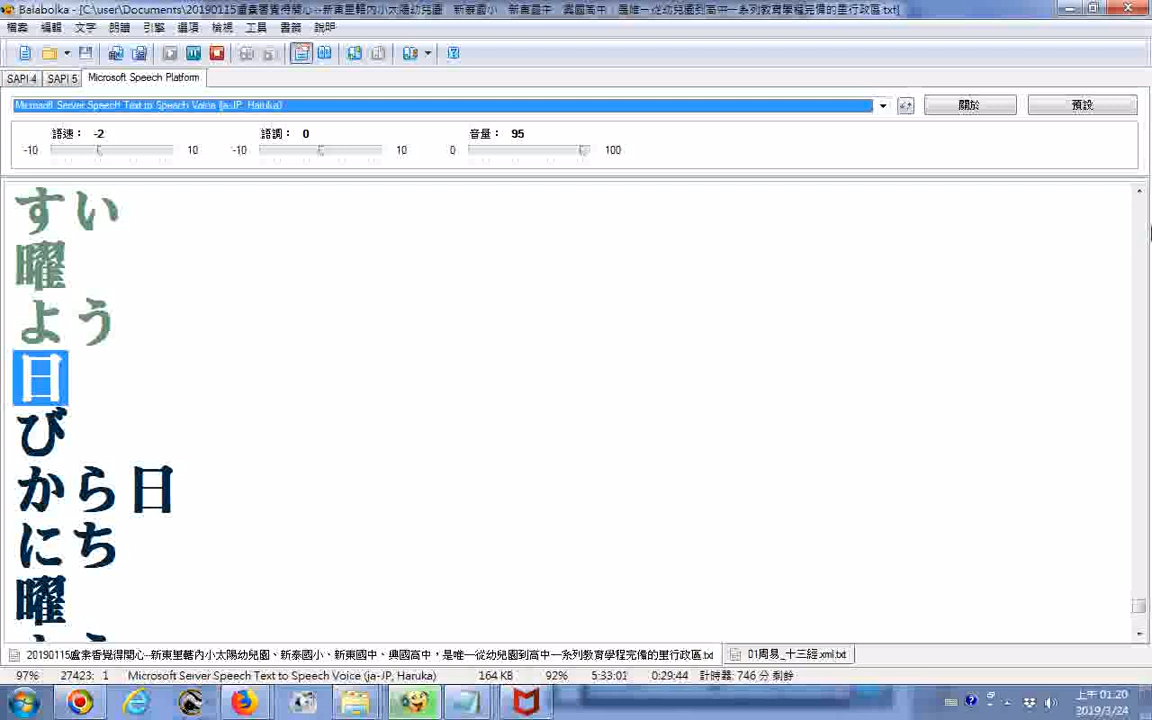 Balabolka - [C:\user\Documents\20190115盧素香覺得開心--新東里轄內小太陽幼兒園、新泰國小、新東國中、興國高中，是唯一從幼兒園到高中一系列教育學程完備的里行政區.txt]
檔案 編輯 文字 朗讀 引擎 選項 檢視 工具 書籤 說明
SAPI 4 SAPI 5 Microsoft Speech Platform
Microsoft Server Speech Text to Speech Voice (ja-JP, Haruka)
關於 預設
語速： -2 語調： 0 音量： 95
-10 10 -10 10 0 100
すい
曜
よう
日
び
から日
にち
曜
20190115盧素香覺得開心--新東里轄內小太陽幼兒園、新泰國小、新東國中、興國高中，是唯一從幼兒園到高中一系列教育學程完備的里行政區.txt 01周易_十三經.xml.txt
97% 27423: 1 Microsoft Server Speech Text to Speech Voice (ja-JP, Haruka) 164 KB 92% 5:33:01 0:29:44 計時器: 746 分 剩餘
上午 01:20
2019/3/24